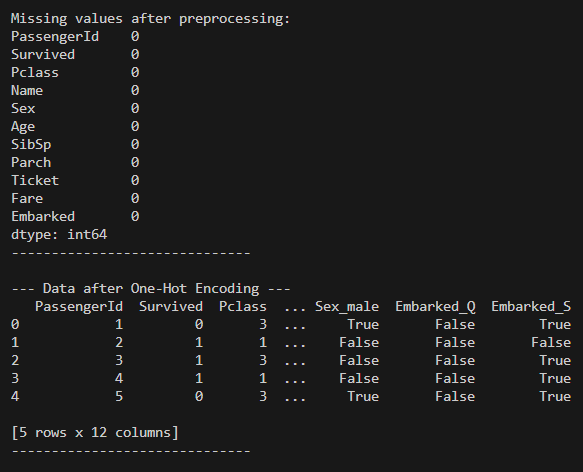 Missing values after preprocessing:
PassengerId    0
Survived       0
Pclass         0
Name           0
Sex            0
Age            0
SibSp          0
Parch          0
Ticket         0
Fare           0
Embarked       0
dtype: int64
------------------------------
--- Data after One-Hot Encoding ---
   PassengerId  Survived  Pclass  ... Sex_male  Embarked_Q  Embarked_S
0            1         0       3  ...     True       False        True
1            2         1       1  ...    False       False       False
2            3         1       3  ...    False       False        True
3            4         1       1  ...    False       False        True
4            5         0       3  ...     True       False        True
[5 rows x 12 columns]
------------------------------